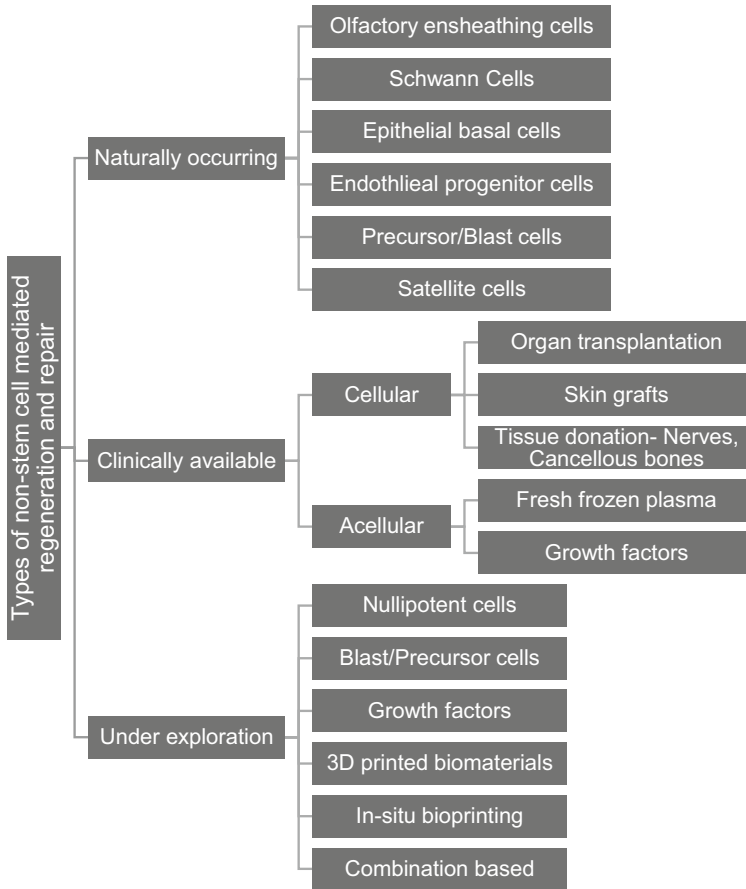 Types of non-stem cell mediated
regeneration and repair
Naturally occurring
Olfactory ensheathing cells
Schwann Cells
Epithelial basal cells
Endothlieal progenitor cells
Precursor/Blast cells
Satellite cells
Clinically available
Cellular
Organ transplantation
Skin grafts
Tissue donation- Nerves,
Cancellous bones
Acellular
Fresh frozen plasma
Growth factors
Under exploration
Nullipotent cells
Blast/Precursor cells
Growth factors
3D printed biomaterials
In-situ bioprinting
Combination based